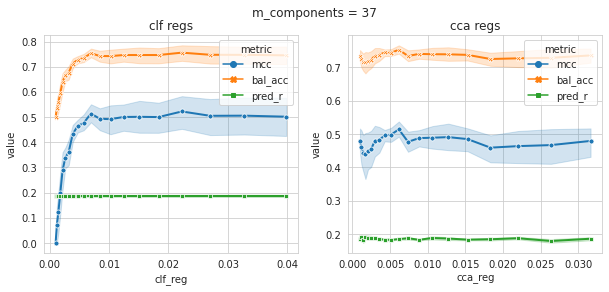 m_components = 37
clf regs
cca regs
0.8
0.7
0.6
0.5
0.4
0.3
0.2
0.1
0.0
value
metric
mcc
bal_acc
pred_r
0.00
0.01
0.02
0.03
0.04
clf_reg
0.7
0.6
0.5
0.4
0.3
0.2
value
metric
mcc
bal_acc
pred_r
0.000
0.005
0.010
0.015
0.020
0.025
0.030
cca_reg